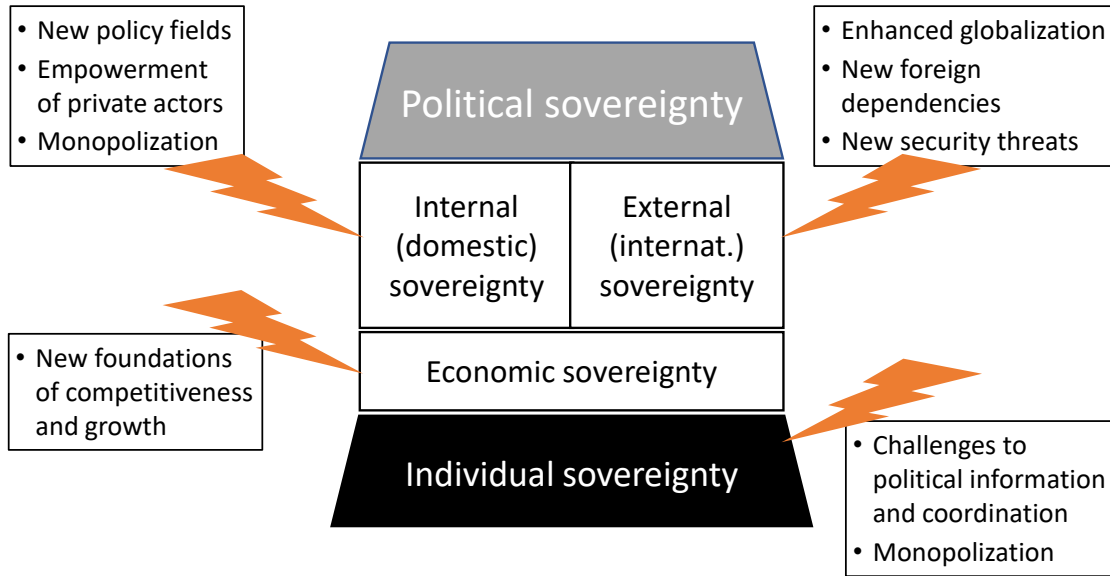 • New policy fields
• Empowerment
of private actors
• Monopolization
• Enhanced globalization
• New foreign
dependencies
• New security threats
Political sovereignty
Internal
(domestic)
sovereignty
External
(internat.)
sovereignty
• New foundations
of competitiveness
and growth
Economic sovereignty
Individual sovereignty
• Challenges to
political information
and coordination
• Monopolization